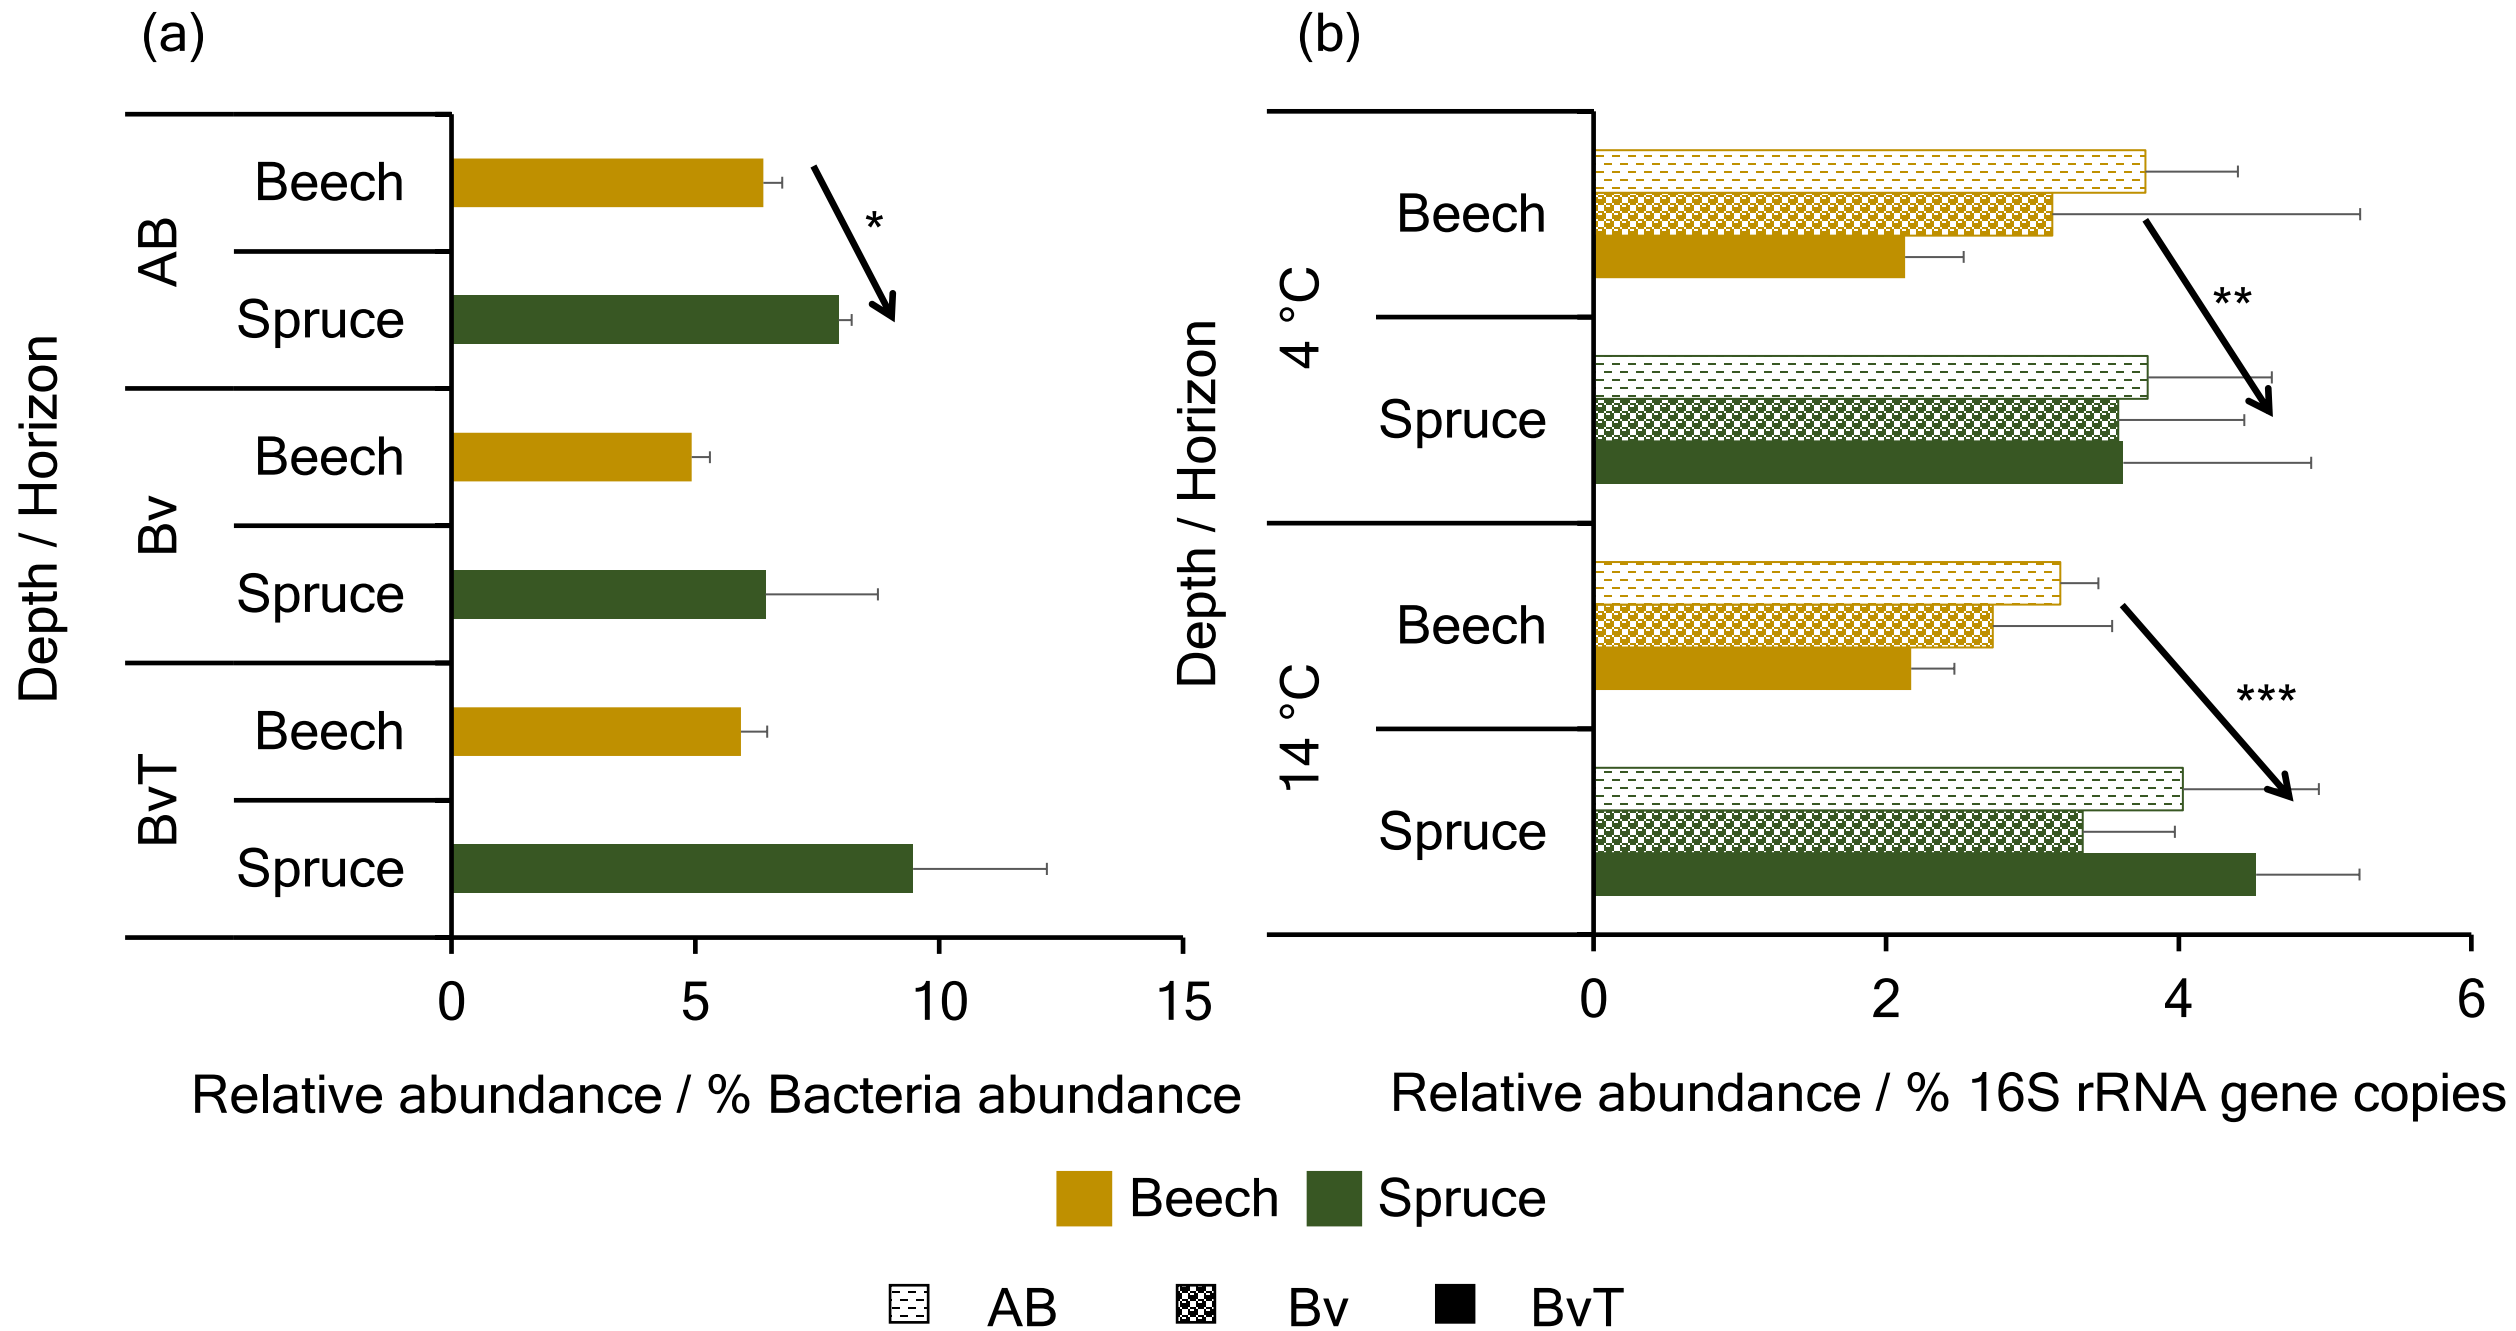 (a)
Depth / Horizon
AB
Beech
*
Spruce
Bv
Beech
Spruce
BvT
Beech
Spruce
0 5 10 15
Relative abundance / % Bacteria abundance
(b)
Depth / Horizon
4 °C
Beech
**
Spruce
14 °C
Beech
***
Spruce
0 2 4 6
Relative abundance / % 16S rRNA gene copies
Beech Spruce
AB Bv BvT